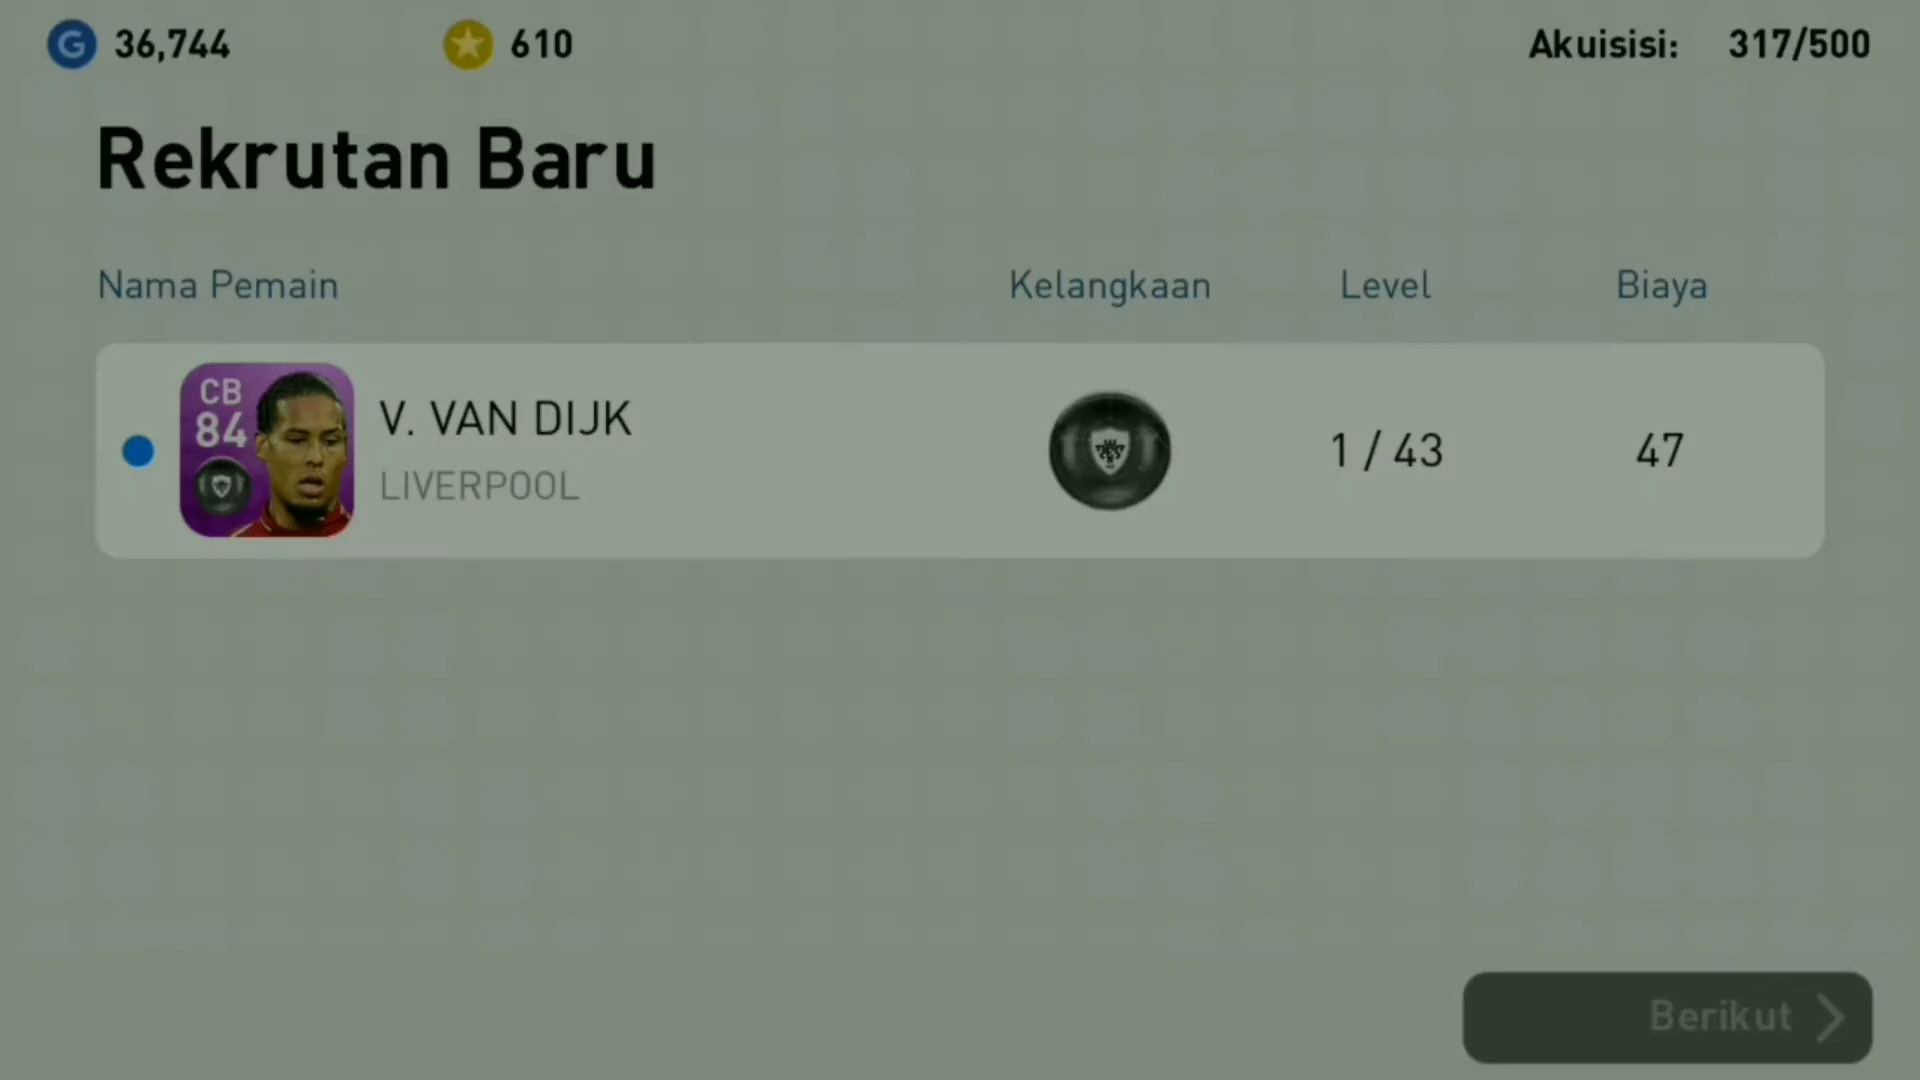 G 36,744 610 Akuisisi: 317/500
Rekrutan Baru
Nama Pemain Kelangkaan Level Biaya
CB
84
V. VAN DIJK
LIVERPOOL
1 / 43 47
Berikut